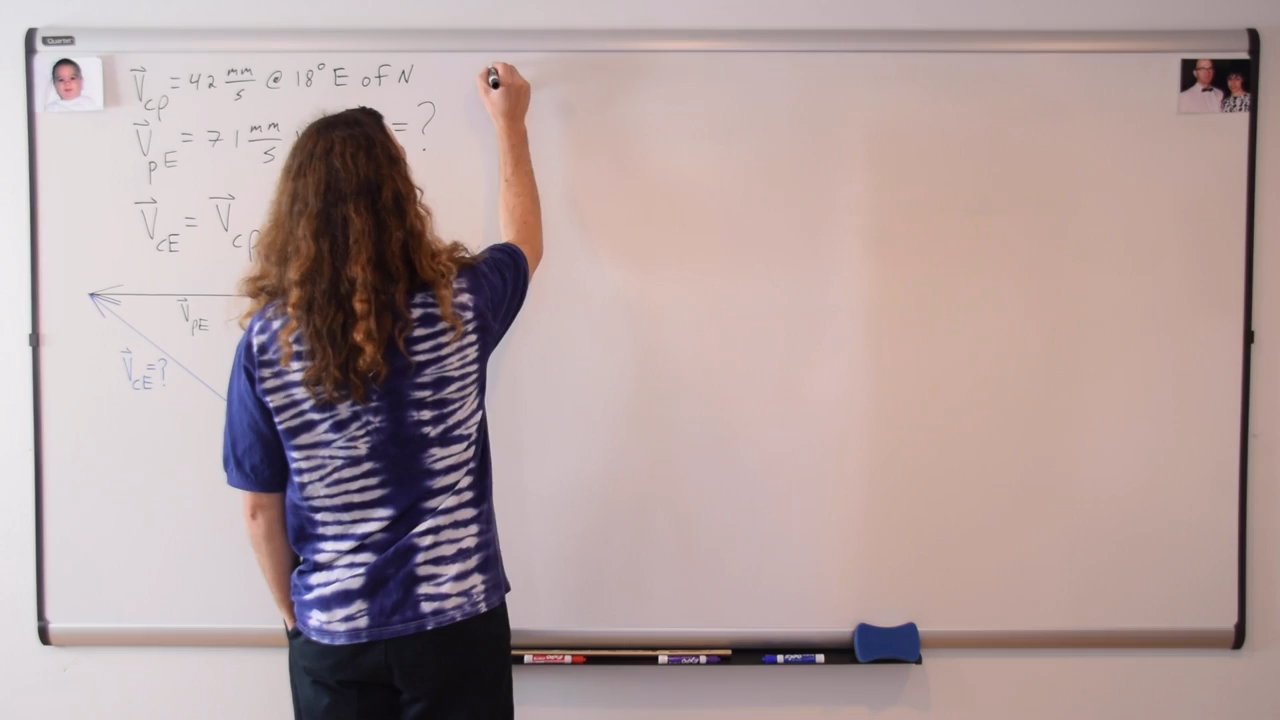 Quartet
V⃗cp = 42 mm/s @ 18° E of N
V⃗pE = 71 mm/s = ?
V⃗cE = V⃗cp
V⃗pE
V⃗cE = ?